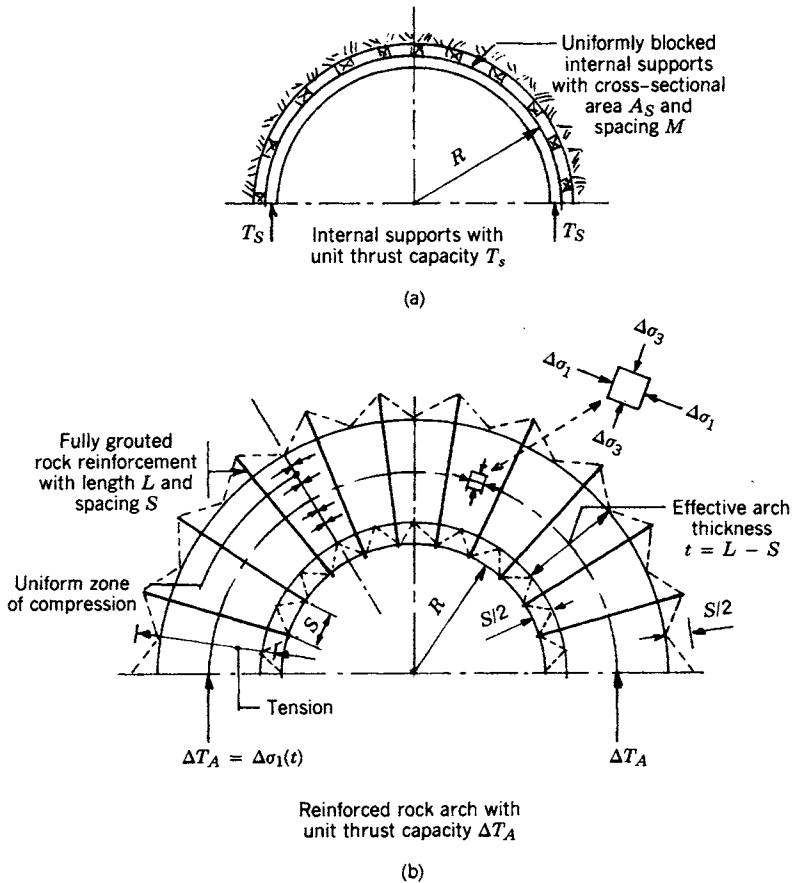 Uniformly blocked
internal supports
with cross-sectional
area A_S and
spacing M
R
T_S
T_S
Internal supports with
unit thrust capacity T_s
(a)
Δσ_3
Δσ_1
Δσ_1
Δσ_3
Fully grouted
rock reinforcement
with length L and
spacing S
Effective arch
thickness
t = L − S
Uniform zone
of compression
S
R
S/2
S/2
Tension
ΔT_A = Δσ_1(t)
ΔT_A
Reinforced rock arch with
unit thrust capacity ΔT_A
(b)